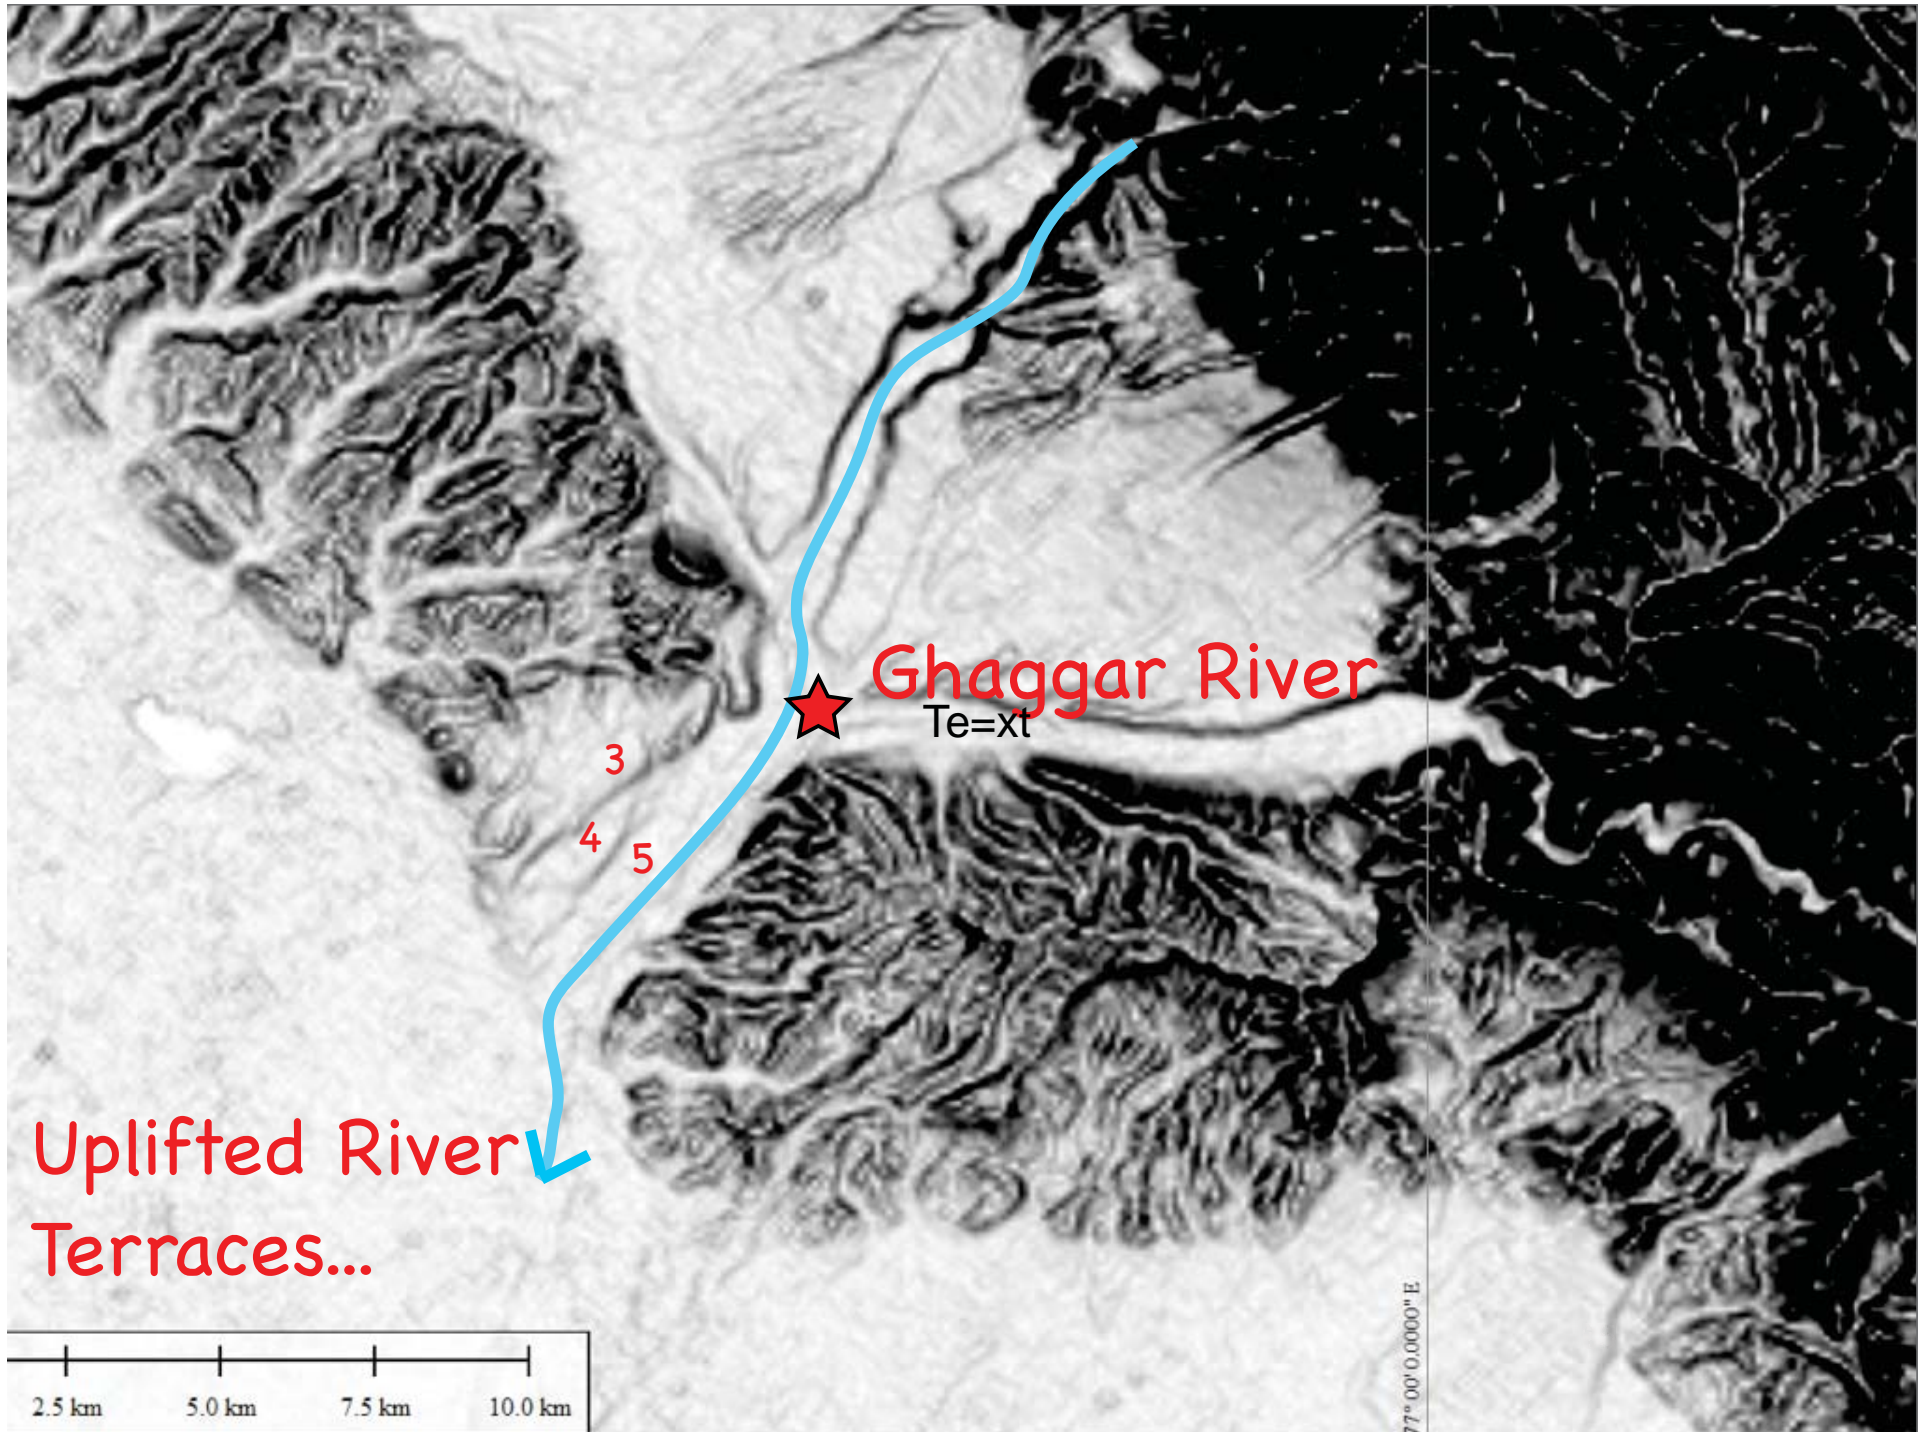 Ghaggar River
Te=xt
3
4
5
Uplifted River
Terraces...
2.5 km 5.0 km 7.5 km 10.0 km
77° 00' 0.0000" E